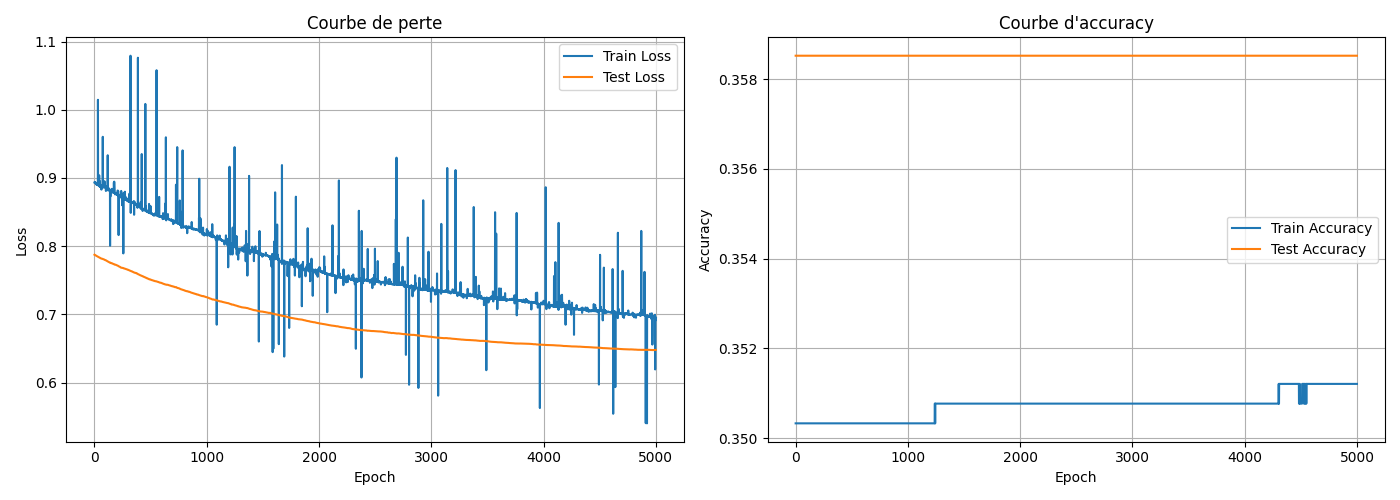 Courbe de perte
1.1
1.0
0.9
0.8
0.7
0.6
Loss
Train Loss
Test Loss
0
1000
2000
3000
4000
5000
Epoch
Courbe d'accuracy
0.358
0.356
0.354
0.352
0.350
Accuracy
Train Accuracy
Test Accuracy
0
1000
2000
3000
4000
5000
Epoch